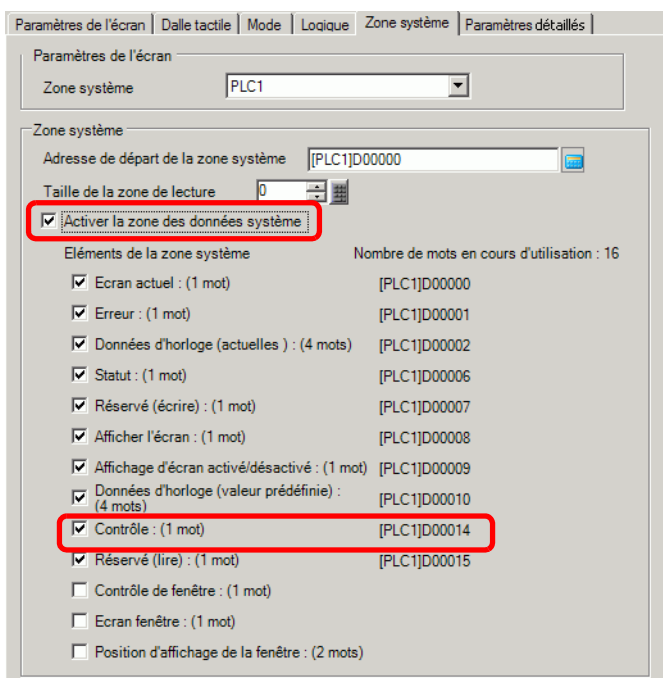 Paramètres de l'écran Dalle tactile Mode Logique Zone système Paramètres détaillés
Paramètres de l'écran
Zone système PLC1
Zone système
Adresse de départ de la zone système [PLC1]D00000
Taille de la zone de lecture 0
Activer la zone des données système
Eléments de la zone système Nombre de mots en cours d'utilisation : 16
Ecran actuel : (1 mot) [PLC1]D00000
Erreur : (1 mot) [PLC1]D00001
Données d'horloge (actuelles ) : (4 mots) [PLC1]D00002
Statut : (1 mot) [PLC1]D00006
Réservé (écrire) : (1 mot) [PLC1]D00007
Afficher l'écran : (1 mot) [PLC1]D00008
Affichage d'écran activé/désactivé : (1 mot) [PLC1]D00009
Données d'horloge (valeur prédéfinie) :
(4 mots) [PLC1]D00010
Contrôle : (1 mot) [PLC1]D00014
Réservé (lire) : (1 mot) [PLC1]D00015
Contrôle de fenêtre : (1 mot)
Ecran fenêtre : (1 mot)
Position d'affichage de la fenêtre : (2 mots)